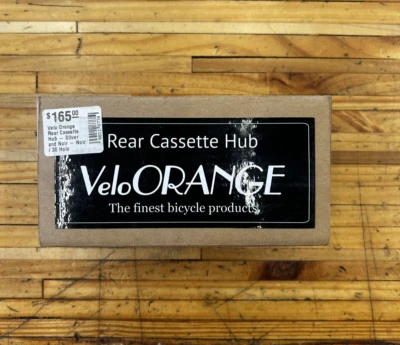 $165.00
Velo Orange
Rear Cassette
Hub — Silver
and Noir — Noir
/ 36 Hole
Rear Cassette Hub
VeloORANGE
The finest bicycle products